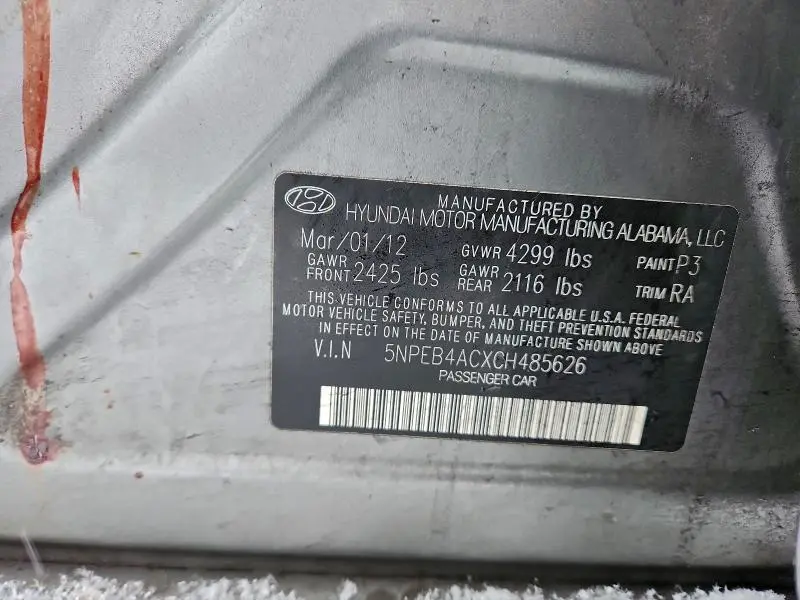 MANUFACTURED BY
HYUNDAI MOTOR MANUFACTURING ALABAMA, LLC
Mar/01/12 GVWR 4299 lbs PAINT P3
GAWR FRONT 2425 lbs GAWR REAR 2116 lbs TRIM RA
THIS VEHICLE CONFORMS TO ALL APPLICABLE U.S.A. FEDERAL
MOTOR VEHICLE SAFETY, BUMPER, AND THEFT PREVENTION STANDARDS
IN EFFECT ON THE DATE OF MANUFACTURE SHOWN ABOVE
V.I.N 5NPEB4ACXCH485626
PASSENGER CAR